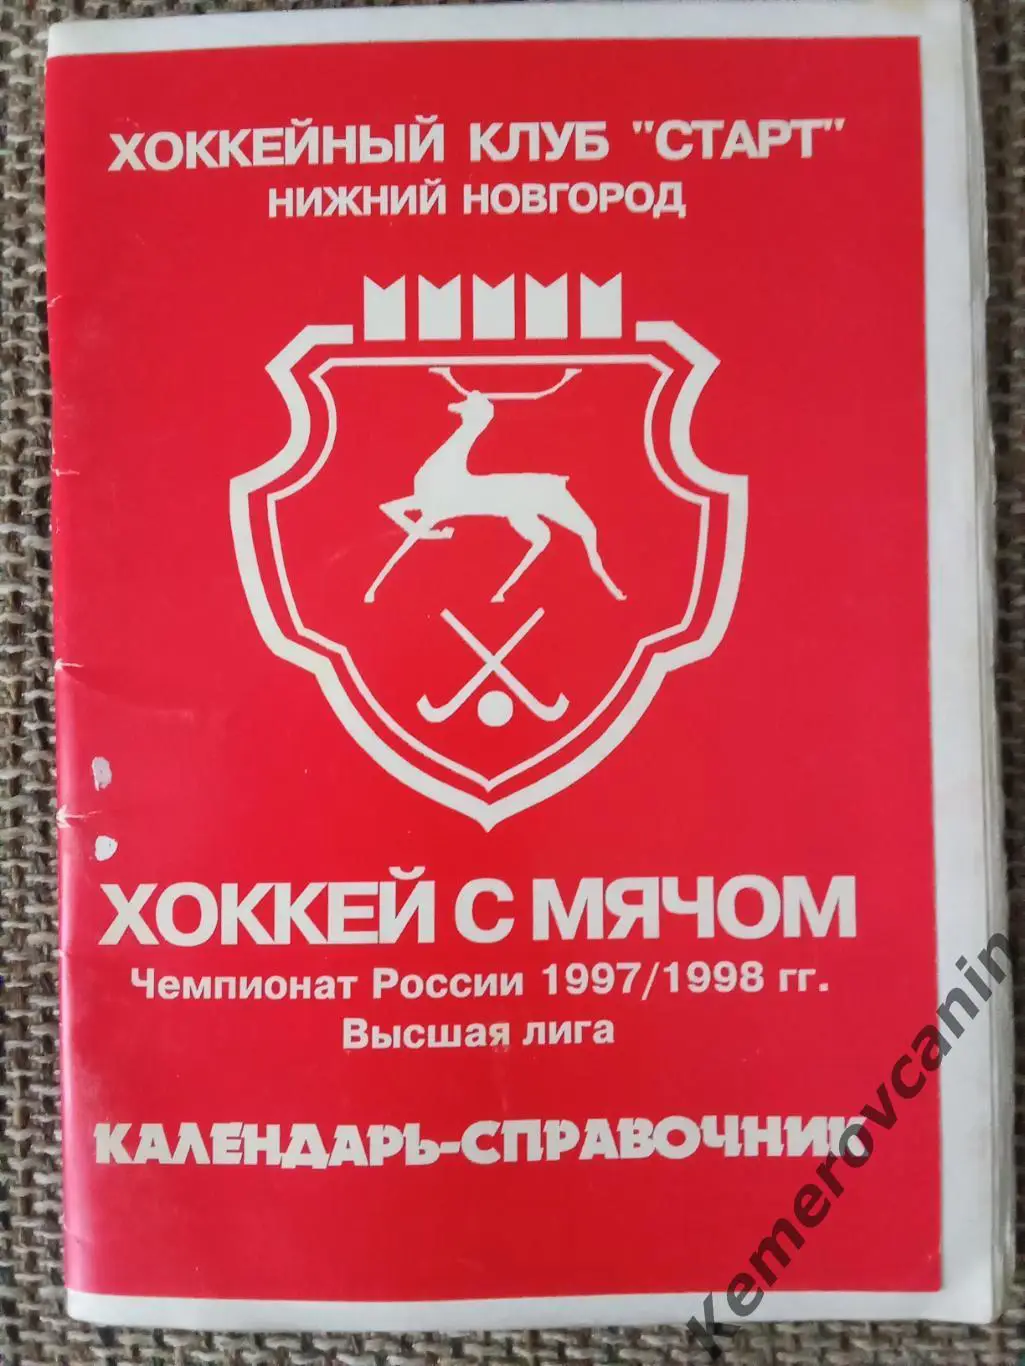 ХОККЕЙНЫЙ КЛУБ "СТАРТ"
НИЖНИЙ НОВГОРОД
ХОККЕЙ С МЯЧОМ
Чемпионат России 1997/1998 гг.
Высшая лига
КАЛЕНДАРЬ-СПРАВОЧНИК
kemerovcanin